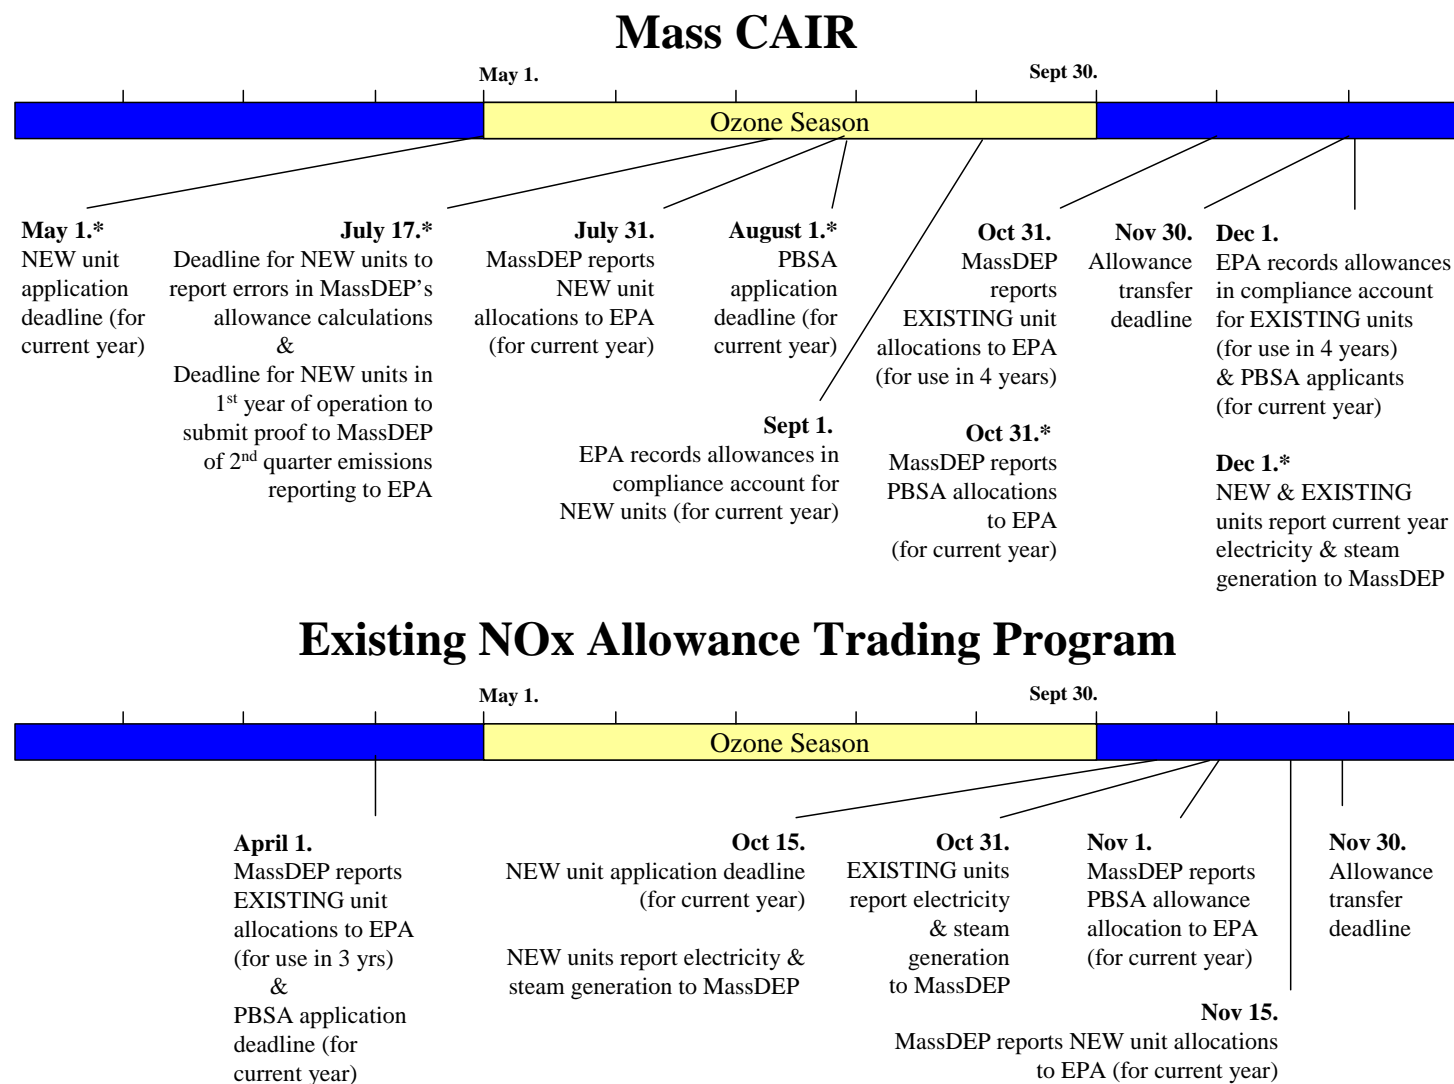 Mass CAIR
May 1.
Sept 30.
Ozone Season
May 1.*
NEW unit
application
deadline (for
current year)
July 17.*
Deadline for NEW units to
report errors in MassDEP’s
allowance calculations
&
Deadline for NEW units in
1st year of operation to
submit proof to MassDEP
of 2nd quarter emissions
reporting to EPA
July 31.
MassDEP reports
NEW unit
allocations to EPA
(for current year)
August 1.*
PBSA
application
deadline (for
current year)
Sept 1.
EPA records allowances in
compliance account for
NEW units (for current year)
Oct 31.
MassDEP
reports
EXISTING unit
allocations to EPA
(for use in 4 years)
Oct 31.*
MassDEP reports
PBSA allocations
to EPA
(for current year)
Nov 30.
Allowance
transfer
deadline
Dec 1.
EPA records allowances
in compliance account
for EXISTING units
(for use in 4 years)
& PBSA applicants
(for current year)
Dec 1.*
NEW & EXISTING
units report current year
electricity & steam
generation to MassDEP
Existing NOx Allowance Trading Program
May 1.
Sept 30.
Ozone Season
April 1.
MassDEP reports
EXISTING unit
allocations to EPA
(for use in 3 yrs)
&
PBSA application
deadline (for
current year)
Oct 15.
NEW unit application deadline
(for current year)
NEW units report electricity &
steam generation to MassDEP
Oct 31.
EXISTING units
report electricity
& steam
generation
to MassDEP
Nov 1.
MassDEP reports
PBSA allowance
allocation to EPA
(for current year)
Nov 15.
MassDEP reports NEW unit allocations
to EPA (for current year)
Nov 30.
Allowance
transfer
deadline